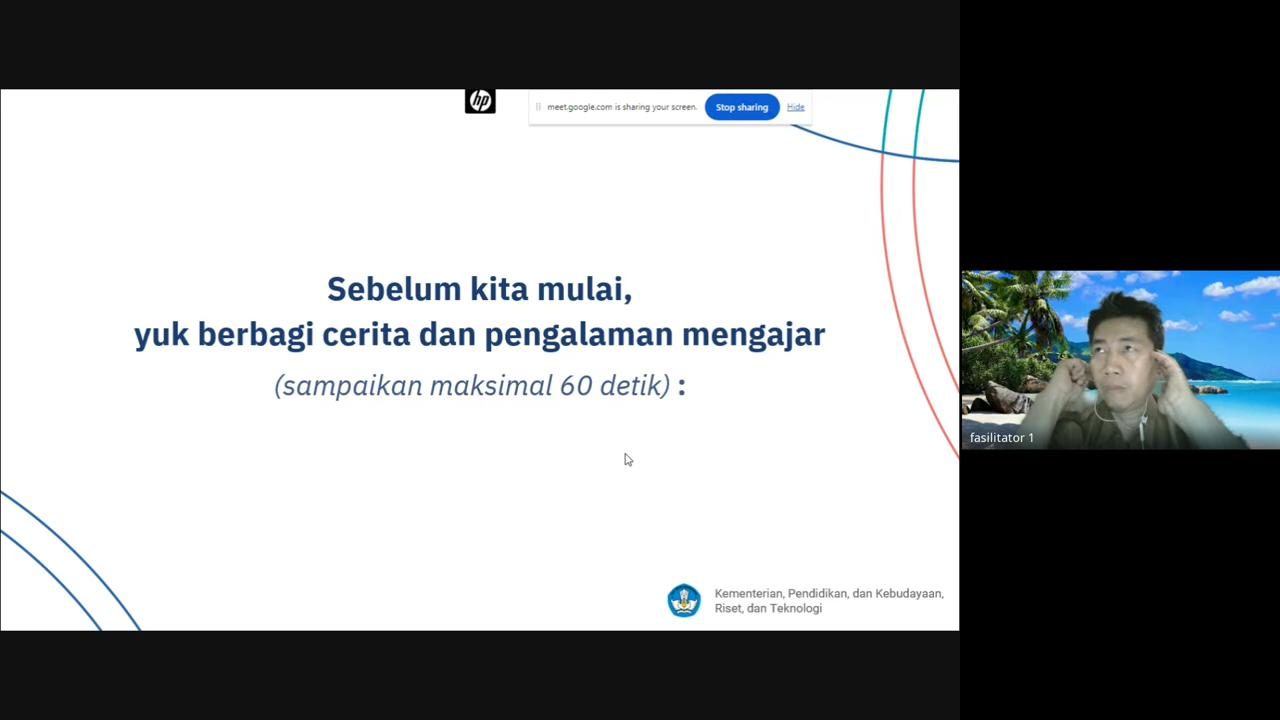 hp
meet.google.com is sharing your screen. Stop sharing Hide
Sebelum kita mulai,
yuk berbagi cerita dan pengalaman mengajar
(sampaikan maksimal 60 detik) :
fasilitator 1
Kementerian, Pendidikan, dan Kebudayaan,
Riset, dan Teknologi